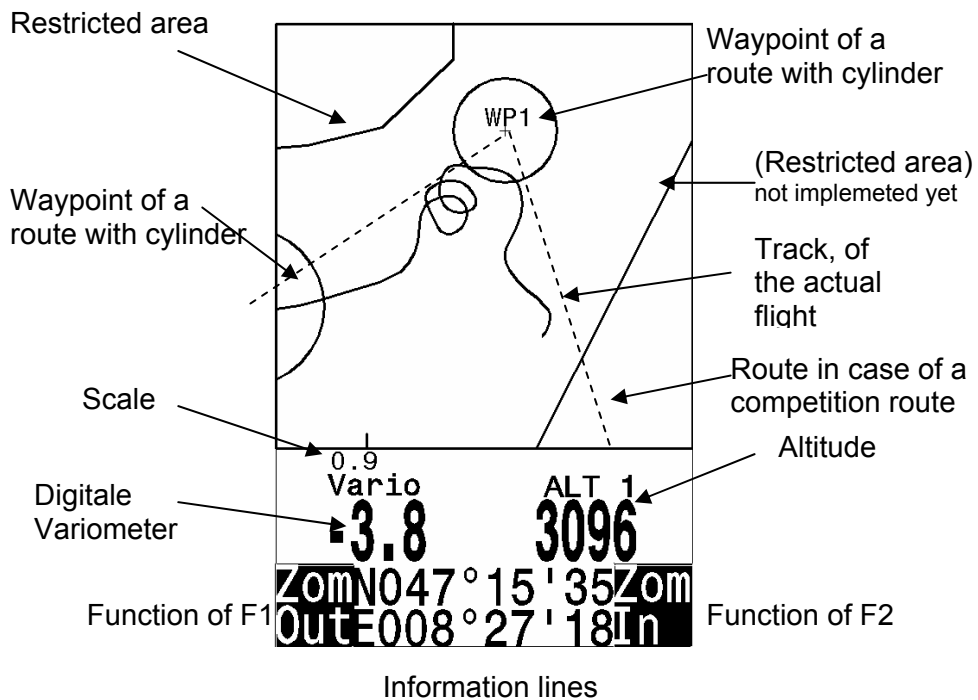 Restricted area
Waypoint of a
route with cylinder
WP1
(Restricted area)
not implemeted yet
Waypoint of a
route with cylinder
Track, of
the actual
flight
Route in case of a
competition route
Scale
Altitude
0.9
Vario
ALT 1
Digitale
Variometer
-3.8
3096
Function of F1
Zom
Out
NO47°15'35
E008°27'18
Zom
In
Function of F2
Information lines